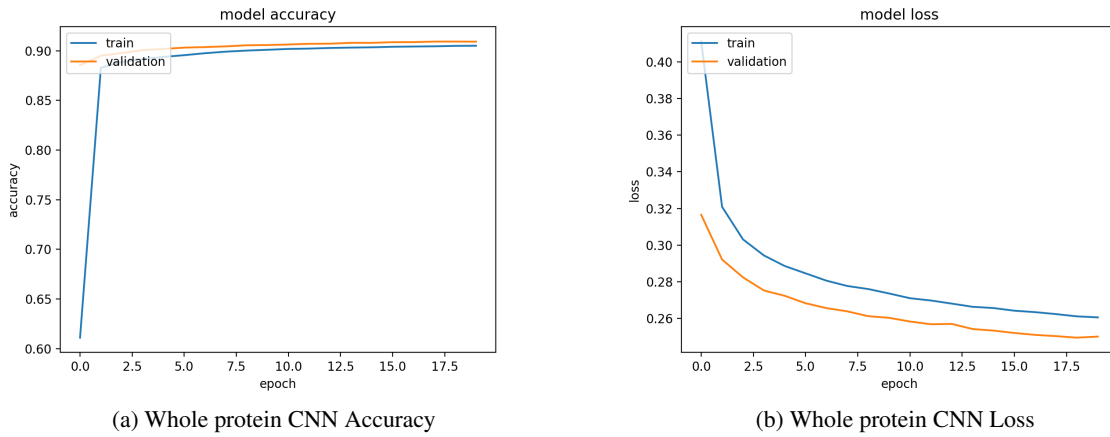 model accuracy
train
validation
0.90
0.85
0.80
0.75
0.70
0.65
0.60
accuracy
0.0 2.5 5.0 7.5 10.0 12.5 15.0 17.5
epoch
(a) Whole protein CNN Accuracy
model loss
train
validation
0.40
0.38
0.36
0.34
0.32
0.30
0.28
0.26
loss
0.0 2.5 5.0 7.5 10.0 12.5 15.0 17.5
epoch
(b) Whole protein CNN Loss